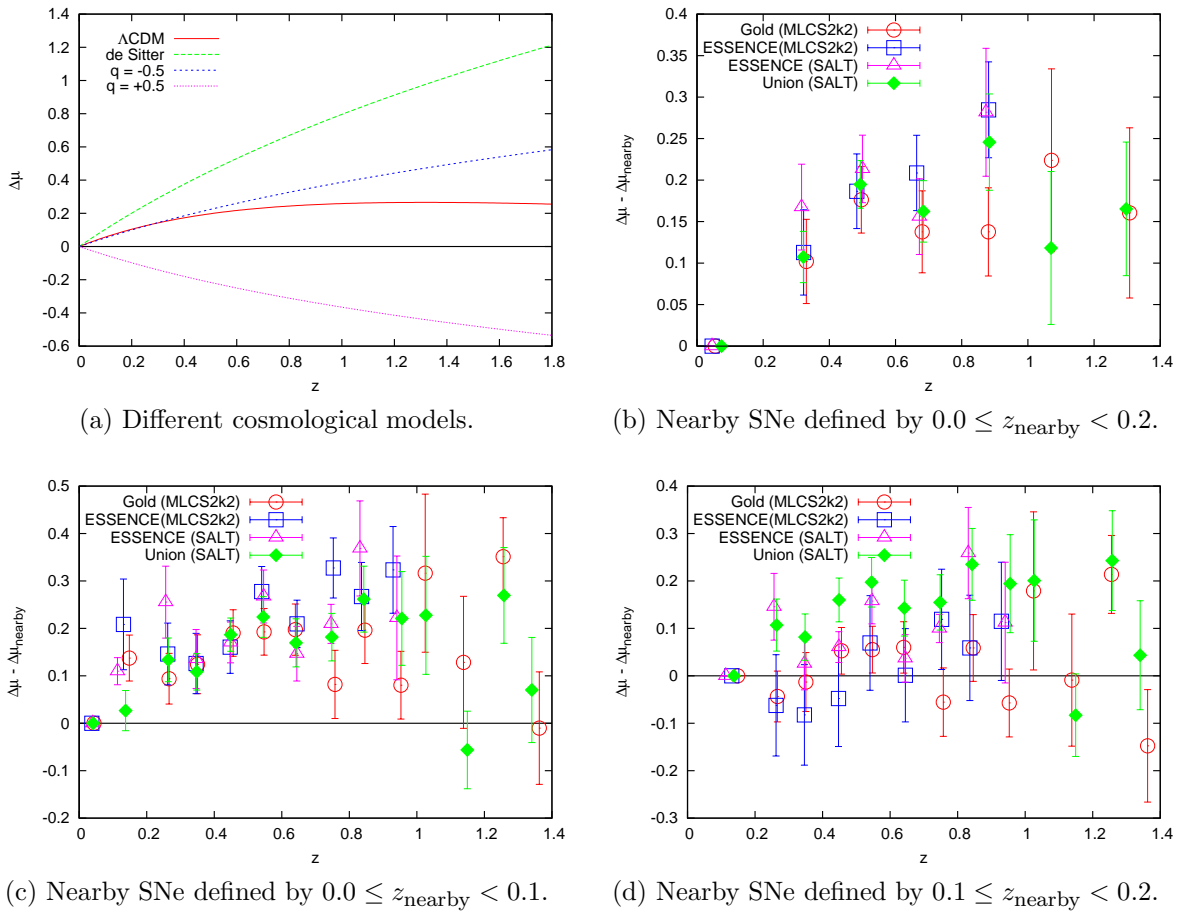 ΛCDM
de Sitter
q = -0.5
q = +0.5
1.4
1.2
1
0.8
0.6
0.4
0.2
0
-0.2
-0.4
-0.6
Δμ
0 0.2 0.4 0.6 0.8 1 1.2 1.4 1.6 1.8
z
(a) Different cosmological models.
Gold (MLCS2k2)
ESSENCE(MLCS2k2)
ESSENCE (SALT)
Union (SALT)
0.4
0.35
0.3
0.25
0.2
0.15
0.1
0.05
0
Δμ - Δμnearby
0 0.2 0.4 0.6 0.8 1 1.2 1.4
z
(b) Nearby SNe defined by 0.0 ≤ znearby < 0.2.
Gold (MLCS2k2)
ESSENCE(MLCS2k2)
ESSENCE (SALT)
Union (SALT)
0.5
0.4
0.3
0.2
0.1
0
-0.1
-0.2
Δμ - Δμnearby
0 0.2 0.4 0.6 0.8 1 1.2 1.4
z
(c) Nearby SNe defined by 0.0 ≤ znearby < 0.1.
Gold (MLCS2k2)
ESSENCE(MLCS2k2)
ESSENCE (SALT)
Union (SALT)
0.4
0.3
0.2
0.1
0
-0.1
-0.2
-0.3
Δμ - Δμnearby
0 0.2 0.4 0.6 0.8 1 1.2 1.4
z
(d) Nearby SNe defined by 0.1 ≤ znearby < 0.2.